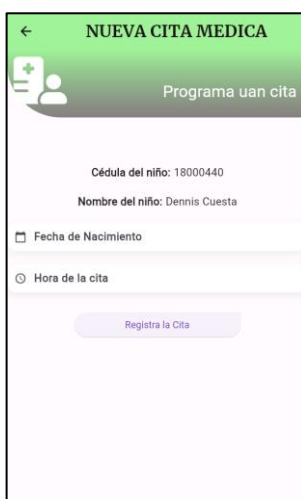 NUEVA CITA MEDICA
Programa uan cita
Cédula del niño: 18000440
Nombre del niño: Dennis Cuesta
Fecha de Nacimiento
Hora de la cita
Registra la Cita